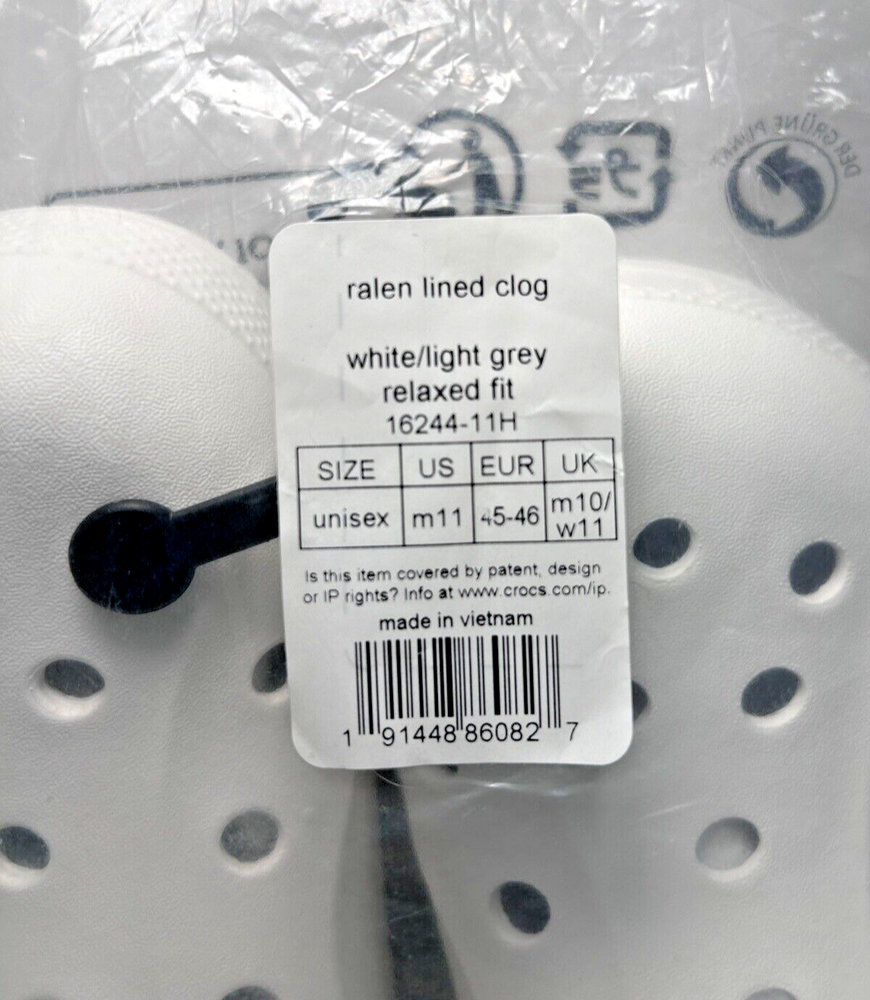 DER GRÜNE PUNKT
ralen lined clog
white/light grey
relaxed fit
16244-11H
SIZE US EUR UK
unisex m11 45-46 m10/
w11
Is this item covered by patent, design
or IP rights? Info at www.crocs.com/ip.
made in vietnam
1 91448 86082 7